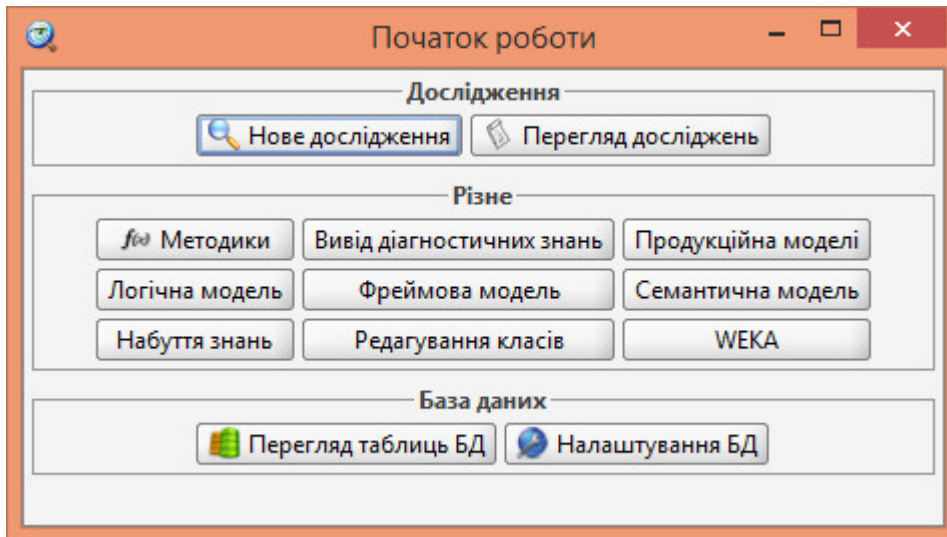 Початок роботи
Дослідження
Нове дослідження Перегляд досліджень
Різне
f(x) Методики Вивід діагностичних знань Продукційна моделі
Логічна модель Фреймова модель Семантична модель
Набуття знань Редагування класів WEKA
База даних
Перегляд таблиць БД Налаштування БД